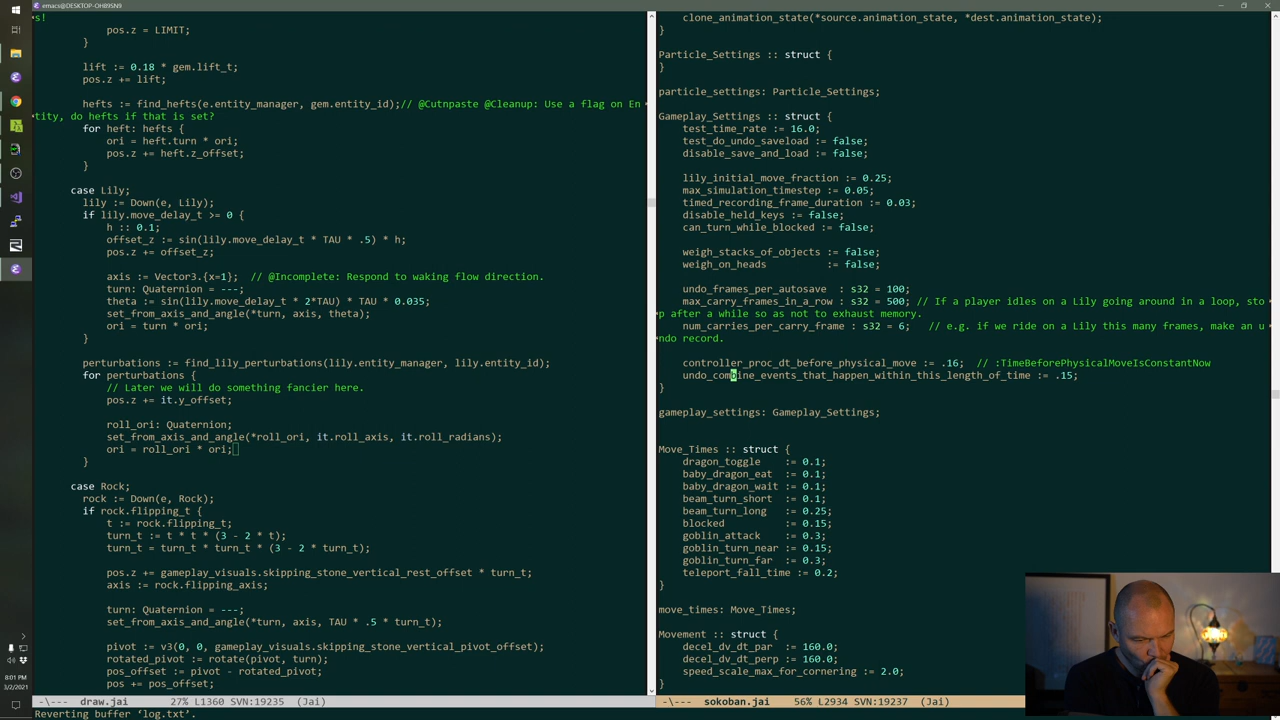 emacs@DESKTOP-OH89SN9
s!
            pos.z = LIMIT;
        }

        lift := 0.18 * gem.lift_t;
        pos.z += lift;

        hefts := find_hefts(e.entity_manager, gem.entity_id);// @Cutnpaste @Cleanup: Use a flag on En
tity, do hefts if that is set?
        for heft: hefts {
            ori = heft.turn * ori;
            pos.z += heft.z_offset;
        }

      case Lily;
        lily := Down(e, Lily);
        if lily.move_delay_t >= 0 {
            h :: 0.1;
            offset_z := sin(lily.move_delay_t * TAU * .5) * h;
            pos.z += offset_z;

            axis := Vector3.{x=1};  // @Incomplete: Respond to waking flow direction.
            turn: Quaternion = ---;
            theta := sin(lily.move_delay_t * 2*TAU) * TAU * 0.035;
            set_from_axis_and_angle(*turn, axis, theta);
            ori = turn * ori;
        }

        perturbations := find_lily_perturbations(lily.entity_manager, lily.entity_id);
        for perturbations {
            // Later we will do something fancier here.
            pos.z += it.y_offset;

            roll_ori: Quaternion;
            set_from_axis_and_angle(*roll_ori, it.roll_axis, it.roll_radians);
            ori = roll_ori * ori;
        }

      case Rock;
        rock := Down(e, Rock);
        if rock.flipping_t {
            t := rock.flipping_t;
            turn_t := t * t * (3 - 2 * t);
            turn_t = turn_t * turn_t * (3 - 2 * turn_t);

            pos.z += gameplay_visuals.skipping_stone_vertical_rest_offset * turn_t;
            axis := rock.flipping_axis;

            turn: Quaternion = ---;
            set_from_axis_and_angle(*turn, axis, TAU * .5 * turn_t);

            pivot := v3(0, 0, gameplay_visuals.skipping_stone_vertical_pivot_offset);
            rotated_pivot := rotate(pivot, turn);
            pos_offset := pivot - rotated_pivot;
            pos += pos_offset;
-\---  draw.jai      27% L1360 SVN:19235  (Jai)
    clone_animation_state(*source.animation_state, *dest.animation_state);
}

Particle_Settings :: struct {
}

particle_settings: Particle_Settings;

Gameplay_Settings :: struct {
    test_time_rate := 16.0;
    test_do_undo_saveload := false;
    disable_save_and_load := false;

    lily_initial_move_fraction := 0.25;
    max_simulation_timestep := 0.05;
    timed_recording_frame_duration := 0.03;
    disable_held_keys := false;
    can_turn_while_blocked := false;

    weigh_stacks_of_objects := false;
    weigh_on_heads          := false;

    undo_frames_per_autosave : s32 = 100;
    max_carry_frames_in_a_row : s32 = 500; // If a player idles on a Lily going around in a loop, sto
p after a while so as not to exhaust memory.
    num_carries_per_carry_frame : s32 = 6;   // e.g. if we ride on a Lily this many frames, make an u
ndo record.

    controller_proc_dt_before_physical_move := .16;  // :TimeBeforePhysicalMoveIsConstantNow
    undo_combine_events_that_happen_within_this_length_of_time := .15;
}

gameplay_settings: Gameplay_Settings;


Move_Times :: struct {
    dragon_toggle    := 0.1;
    baby_dragon_eat  := 0.1;
    baby_dragon_wait := 0.1;
    beam_turn_short  := 0.1;
    beam_turn_long   := 0.25;
    blocked          := 0.15;
    goblin_attack    := 0.3;
    goblin_turn_near := 0.15;
    goblin_turn_far  := 0.3;
    teleport_fall_time := 0.2;
}

move_times: Move_Times;

Movement :: struct {
    decel_dv_dt_par  := 160.0;
    decel_dv_dt_perp := 160.0;
    speed_scale_max_for_cornering := 2.0;
}
-\---  sokoban.jai    56% L2934 SVN:19237  (Jai)
8:01 PM
3/2/2021
Reverting buffer ‘log.txt’.